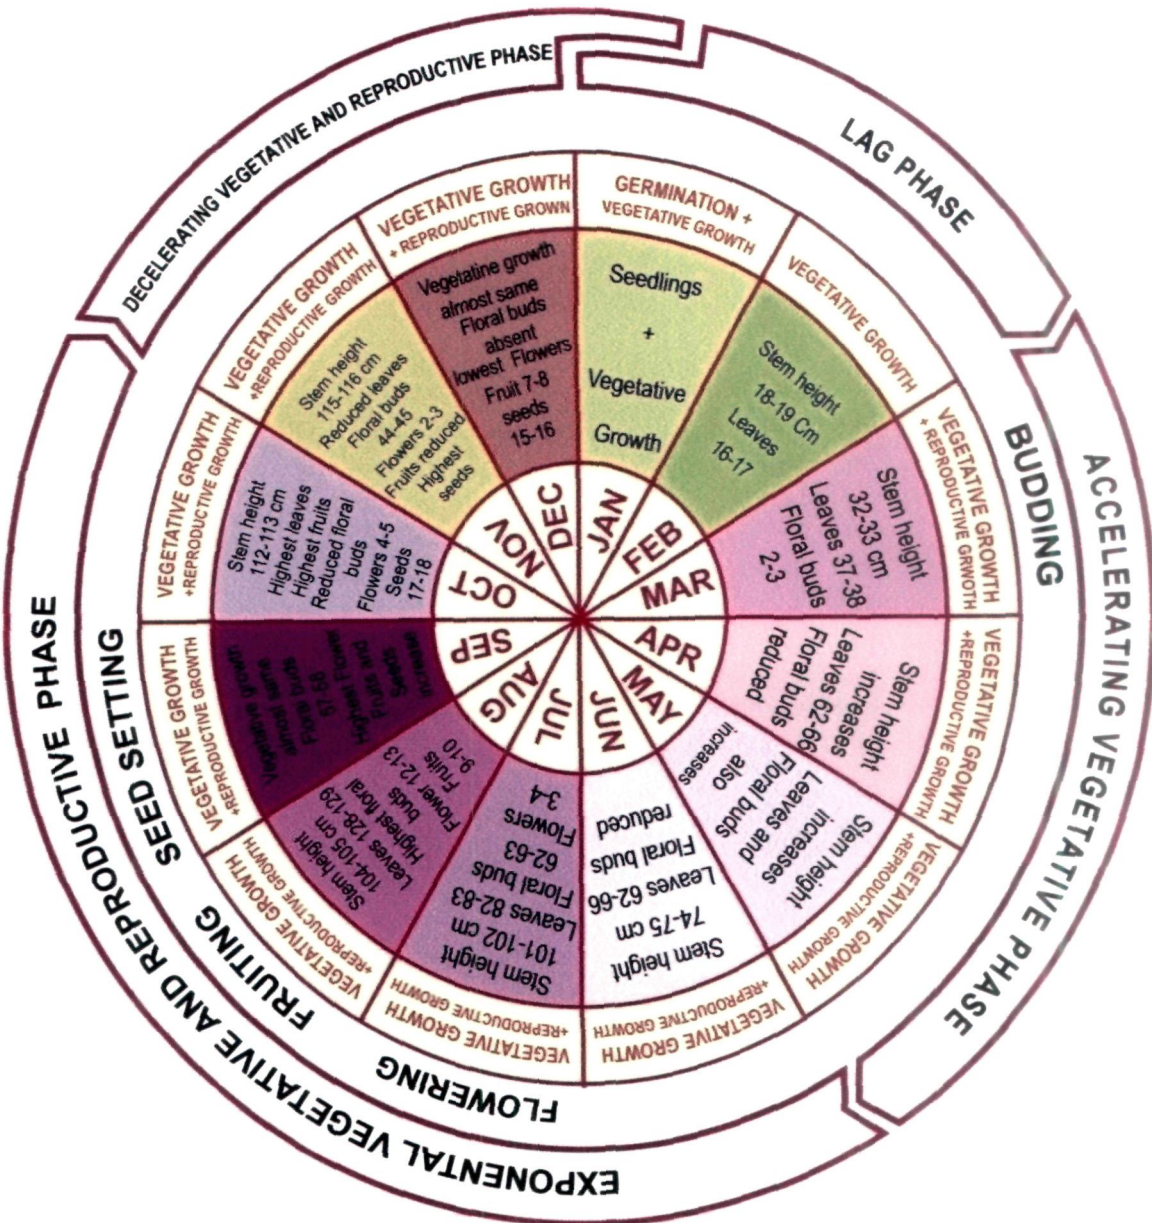 DECELERATING VEGETATIVE AND REPRODUCTIVE PHASE
LAG PHASE
ACCELERATING VEGETATIVE PHASE
EXPONENTAL VEGETATIVE AND REPRODUCTIVE PHASE
BUDDING
FLOWERING
FRUITING
SEED SETTING
GERMINATION +
VEGETATIVE GROWTH
Seedlings
+
Vegetative
Growth
JAN
VEGETATIVE GROWTH
Stem height
18-19 Cm
Leaves
16-17
FEB
VEGETATIVE GROWTH
+ REPRODUCTIVE GRWOTH
Stem height
32-33 cm
Leaves 37-38
Floral buds
2-3
MAR
VEGETATIVE GROWTH
+REPRODUCTIVE GROWTH
Stem height
increases
Leaves 62-66
Floral buds
reduced
APR
VEGETATIVE GROWTH
+REPRODUCTIVE GROWTH
Stem height
increases
Leaves and
Floral buds
also
increases
MAY
VEGETATIVE GROWTH
+REPRODUCTIVE GROWTH
Stem height
74-75 cm
Leaves 62-66
Floral buds
reduced
JUN
VEGETATIVE GROWTH
+REPRODUCTIVE GROWTH
Stem height
101-102 cm
Leaves 82-83
Floral buds
62-63
Flowers
3-4
JUL
VEGETATIVE GROWTH
+REPRODUCTIVE GROWTH
Stem height
104-105 cm
Leaves 128-129
Highest floral
buds
Flower 12-13
Fruits
9-10
AUG
VEGETATIVE GROWTH
+REPRODUCTIVE GROWTH
Vegetative growth
almost same
Floral buds
Highest Flower
Fruits and
Seeds
increase
SEP
VEGETATIVE GROWTH
+REPRODUCTIVE GROWTH
Stem height
112-113 cm
Highest leaves
Highest fruits
Reduced floral
buds
Flowers 4-5
Seeds
17-18
OCT
VEGETATIVE GROWTH
+REPRODUCTIVE GROWTH
Stem height
115-116 cm
Reduced leaves
Floral buds
44-45
Flowers 2-3
Fruits reduced
Highest
seeds
NOV
VEGETATIVE GROWTH
+ REPRODUCTIVE GROWN
Vegetatine growth
almost same
Floral buds
absent
lowest Flowers
Fruit 7-8
seeds
15-16
DEC